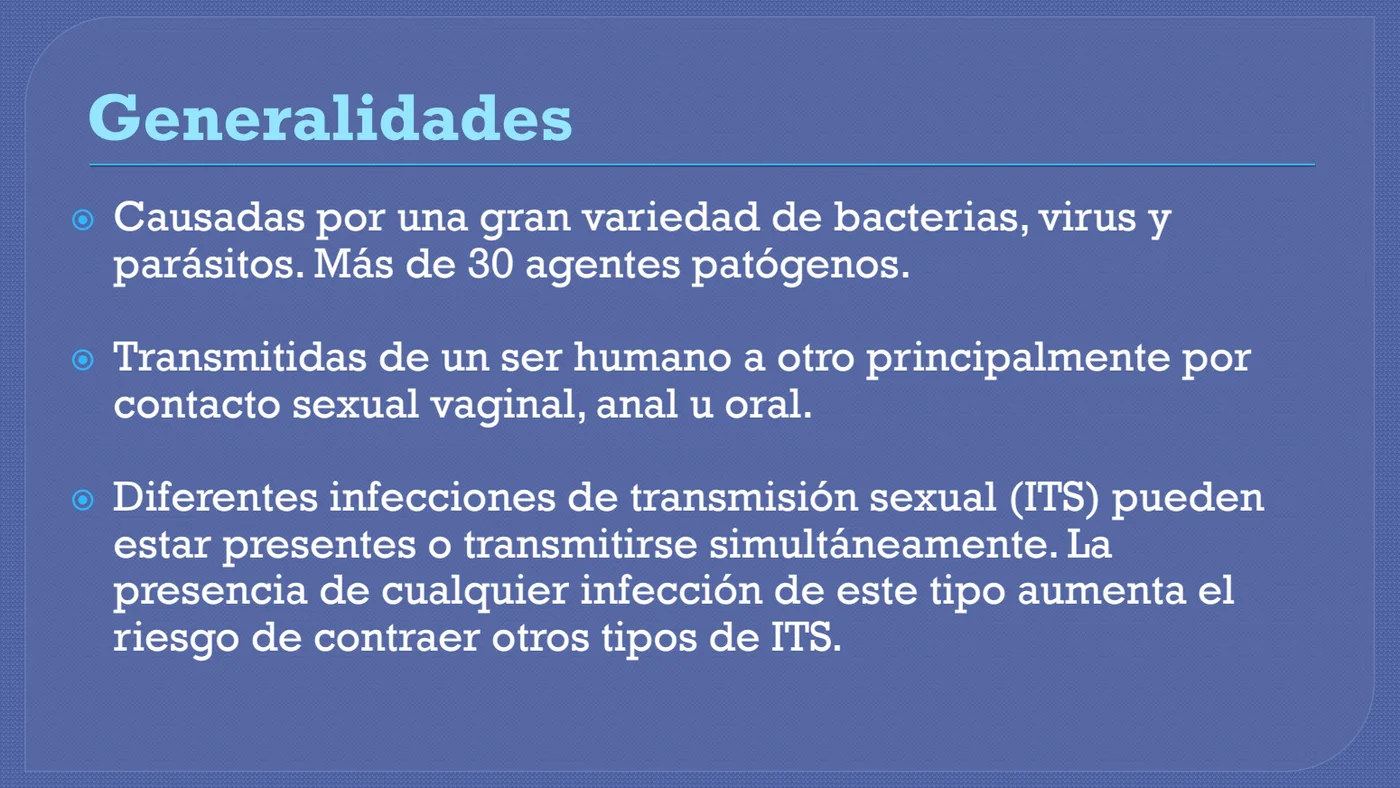 Generalidades
Causadas por una gran variedad de bacterias, virus y
parásitos. Más de 30 agentes patógenos.
Transmitidas de un ser humano a otro principalmente por
contacto sexual vaginal, anal u oral.
Diferentes infecciones de transmisión sexual (ITS) pueden
estar presentes o transmitirse simultáneamente. La
presencia de cualquier infección de este tipo aumenta el
riesgo de contraer otros tipos de ITS.